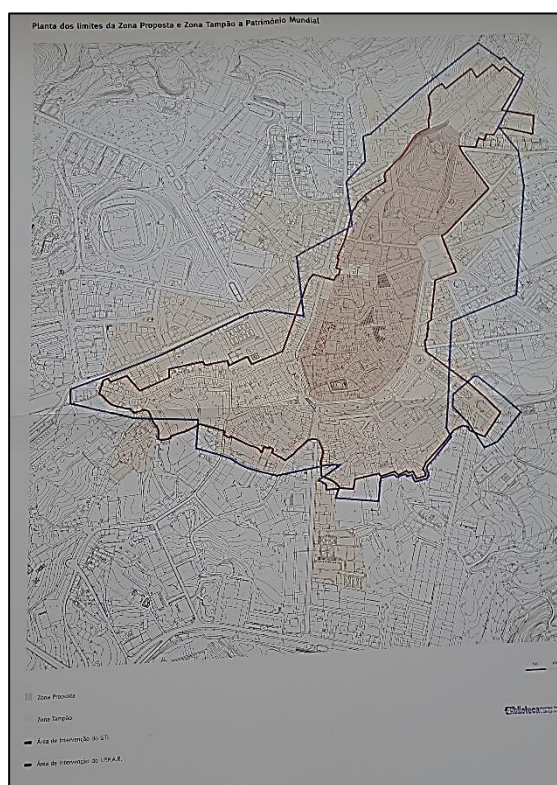 Planta dos limites da Zona Proposta e Zona Tampão a Património Mundial
Zona Proposta
Zona Tampão
Área de Intervenção do GTL
Área de Intervenção do I.P.P.A.R.
Biblioteca